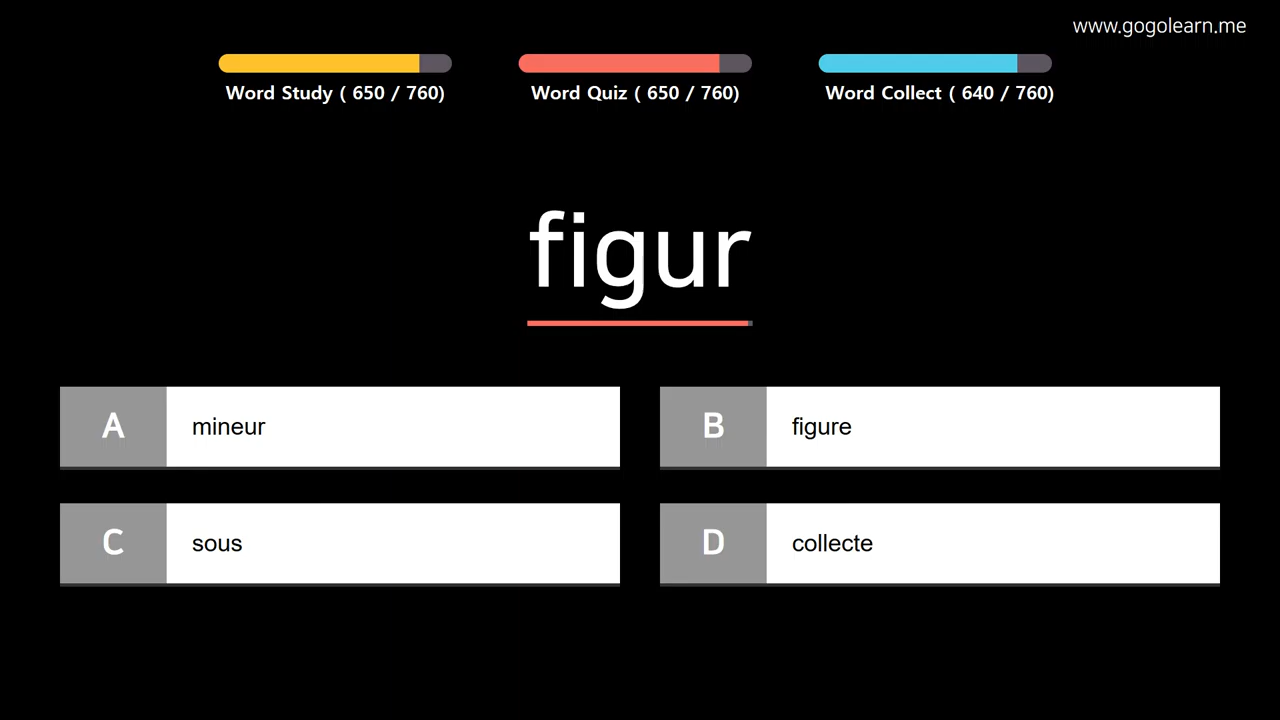 www.gogolearn.me
Word Study ( 650 / 760)
Word Quiz ( 650 / 760)
Word Collect ( 640 / 760)
figur
A mineur
B figure
C sous
D collecte